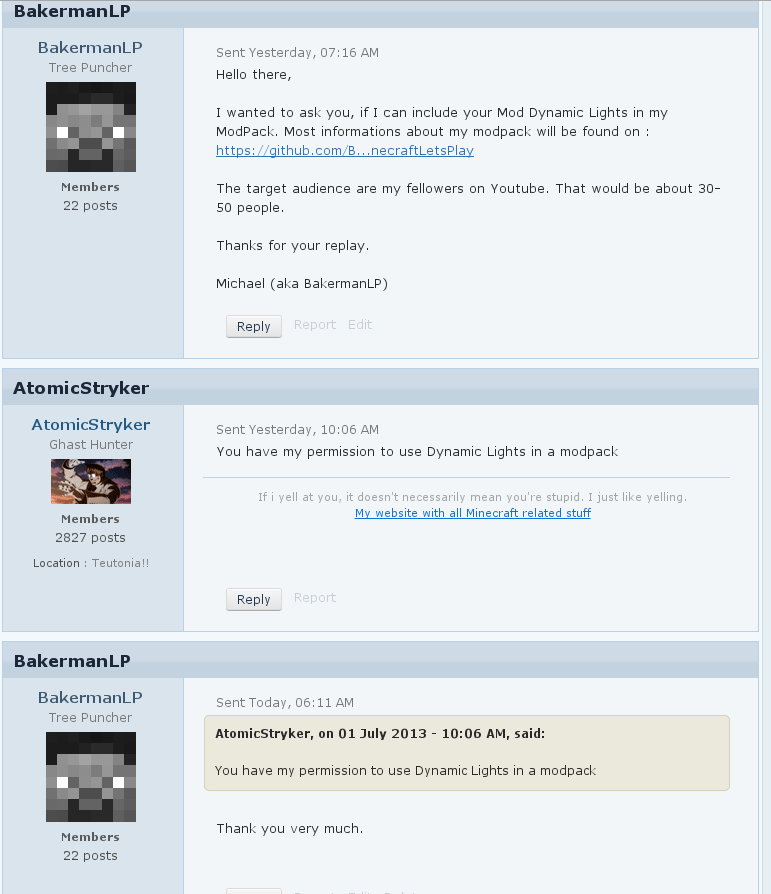 BakermanLP
BakermanLP
Tree Puncher
Members
22 posts
Sent Yesterday, 07:16 AM
Hello there,
I wanted to ask you, if I can include your Mod Dynamic Lights in my
ModPack. Most informations about my modpack will be found on :
https://github.com/B...necraftLetsPlay
The target audience are my fellowers on Youtube. That would be about 30-
50 people.
Thanks for your replay.
Michael (aka BakermanLP)
Reply Report Edit
AtomicStryker
AtomicStryker
Ghast Hunter
Members
2827 posts
Location : Teutonia!!
Sent Yesterday, 10:06 AM
You have my permission to use Dynamic Lights in a modpack
If i yell at you, it doesn't necessarily mean you're stupid. I just like yelling.
My website with all Minecraft related stuff
Reply Report
BakermanLP
BakermanLP
Tree Puncher
Members
22 posts
Sent Today, 06:11 AM
AtomicStryker, on 01 July 2013 - 10:06 AM, said:
You have my permission to use Dynamic Lights in a modpack
Thank you very much.